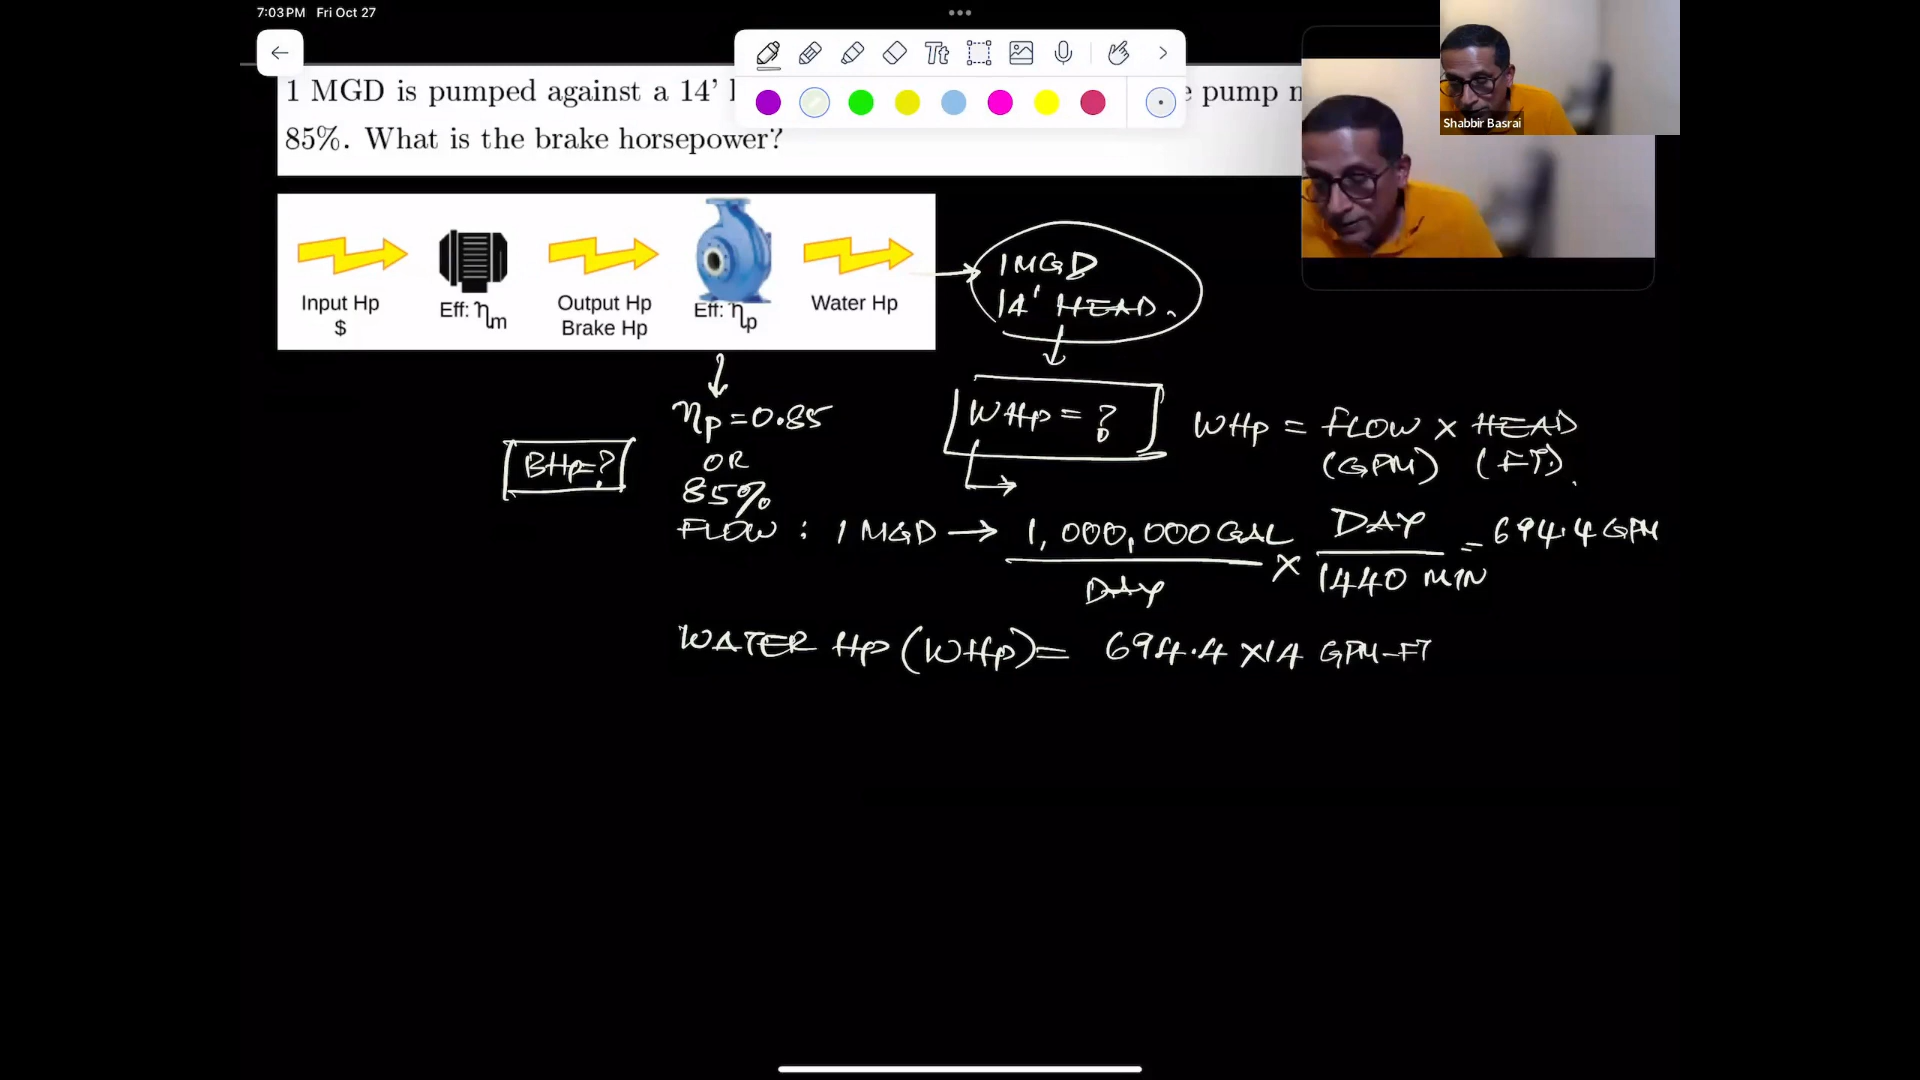 7:03 PM Fri Oct 27
Tt
1 MGD is pumped against a 14' pump
85%. What is the brake horsepower?
Shabbir Basrai
Input Hp
$
Eff: ηm
Output Hp
Brake Hp
Eff: ηp
Water Hp
1 MGD
14' HEAD.
ηp = 0.85
OR
85%
BHp=?
WHp = ?
WHp = FLOW × HEAD
(GPM) (FT).
FLOW : 1 MGD → 1,000,000 GAL / DAY × DAY / 1440 MIN = 694.4 GPM
WATER Hp (WHp) = 694.4 × 14 GPM-FT